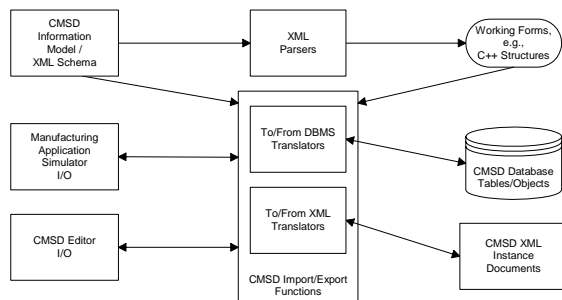 CMSD
Information
Model /
XML Schema
XML
Parsers
Working Forms,
e.g.,
C++ Structures
Manufacturing
Application
Simulator
I/O
To/From DBMS
Translators
CMSD Database
Tables/Objects
CMSD Editor
I/O
To/From XML
Translators
CMSD XML
Instance
Documents
CMSD Import/Export
Functions